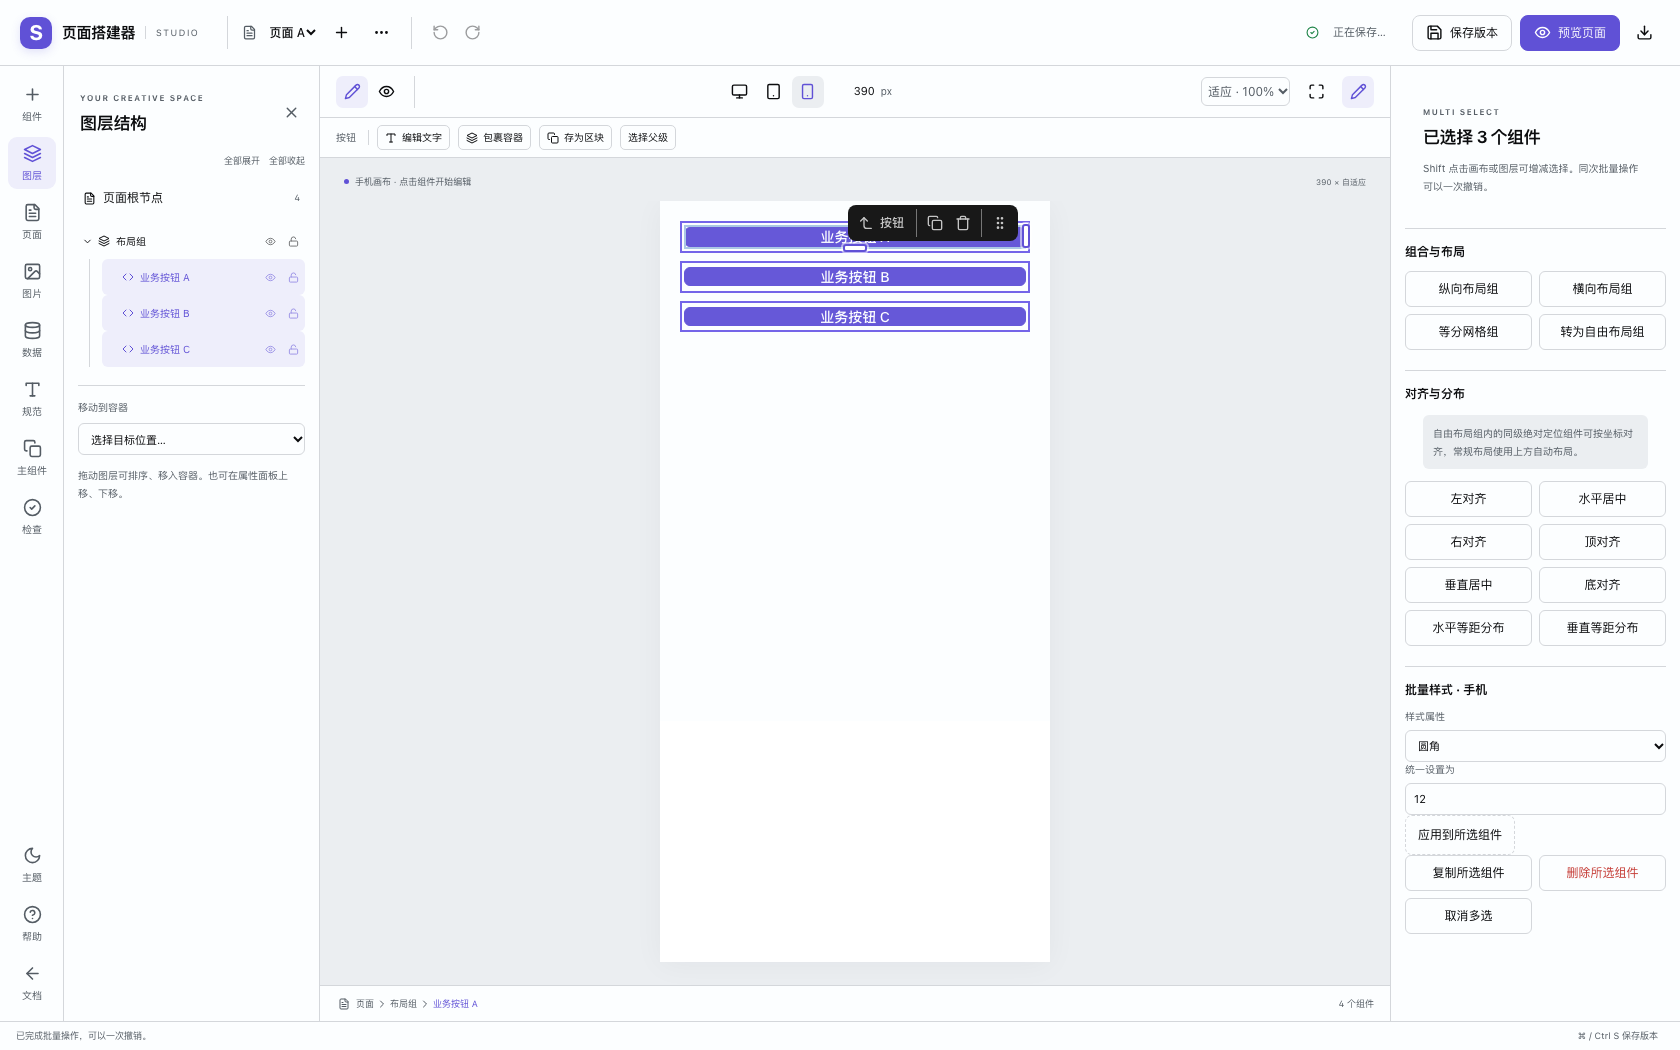 S 页面搭建器 STUDIO 页面 A 正在保存... 保存版本 预览页面
组件
图层
页面
图片
数据
规范
主组件
检查
主题
帮助
文档
YOUR CREATIVE SPACE
图层结构
全部展开 全部收起
页面根节点 4
布局组
业务按钮 A
业务按钮 B
业务按钮 C
移动到容器
选择目标位置...
拖动图层可排序、移入容器。也可在属性面板上
移、下移。
390 px 适应 · 100%
按钮 编辑文字 包裹容器 存为区块 选择父级
手机画布 · 点击组件开始编辑 390 × 自适应
按钮
业务按钮 B
业务按钮 C
页面 布局组 业务按钮 A 4 个组件
MULTI SELECT
已选择 3 个组件
Shift 点击画布或图层可增减选择。同次批量操作
可以一次撤销。
组合与布局
纵向布局组 横向布局组
等分网格组 转为自由布局组
对齐与分布
自由布局组内的同级绝对定位组件可按坐标对
齐，常规布局使用上方自动布局。
左对齐 水平居中
右对齐 顶对齐
垂直居中 底对齐
水平等距分布 垂直等距分布
批量样式 · 手机
样式属性
圆角
统一设置为
12
应用到所选组件
复制所选组件 删除所选组件
取消多选
已完成批量操作，可以一次撤销。 ⌘ / Ctrl S 保存版本